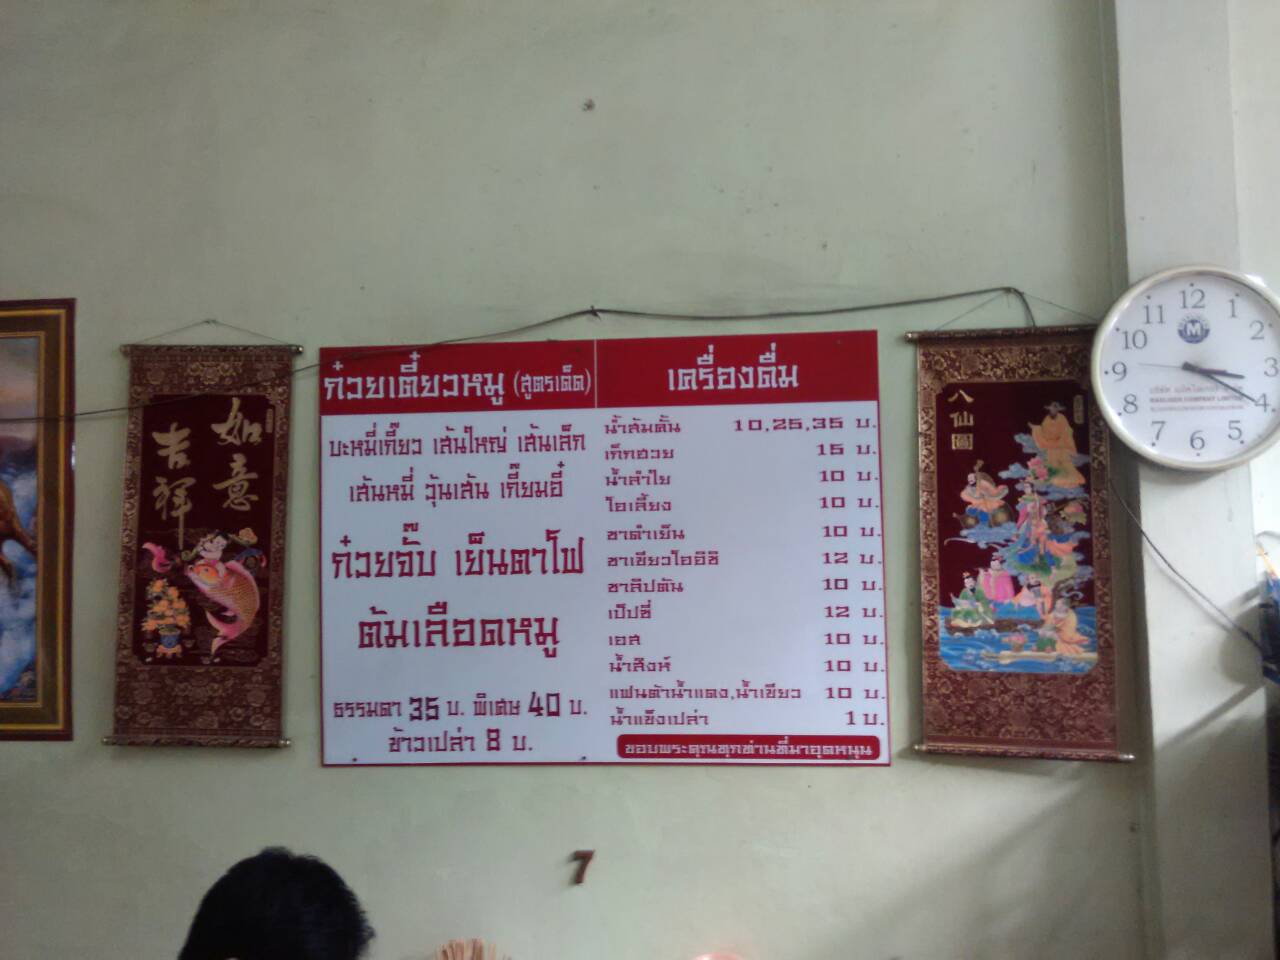 如意
吉祥
ก๋วยเตี๋ยวหมู (สูตรเด็ด)
บะหมี่เกี๊ยว เส้นใหญ่ เส้นเล็ก
เส้นหมี่ วุ้นเส้น เกี๊ยมอี๋
ก๋วยจั๊บ เย็นตาโฟ
ต้มเลือดหมู
ธรรมดา 35 บ. พิเศษ 40 บ.
ข้าวเปล่า 8 บ.
เครื่องดื่ม
น้ำส้มคั้น 10,25,35 บ.
เก็กฮวย 15 บ.
น้ำลำใย 10 บ.
โอเลี้ยง 10 บ.
ชาดำเย็น 10 บ.
ชาเขียวโออิชิ 12 บ.
ชาลิปตัน 10 บ.
เป็ปซี่ 12 บ.
เอส 10 บ.
น้ำสิงห์ 10 บ.
แฟนต้าน้ำแดง,น้ำเขียว 10 บ.
น้ำแข็งเปล่า 1 บ.
ขอบพระคุณทุกท่านที่มาอุดหนุน
八仙圖
12
1
2
3
4
5
6
7
8
9
10
11
M
7